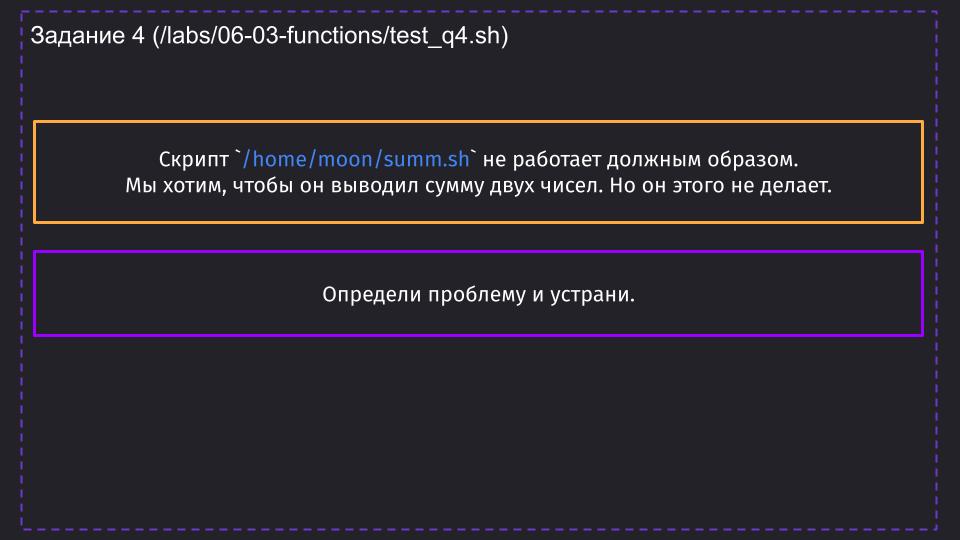 Задание 4 (/labs/06-03-functions/test_q4.sh)
Скрипт `/home/moon/summ.sh` не работает должным образом.
Мы хотим, чтобы он выводил сумму двух чисел. Но он этого не делает.
Определи проблему и устрани.